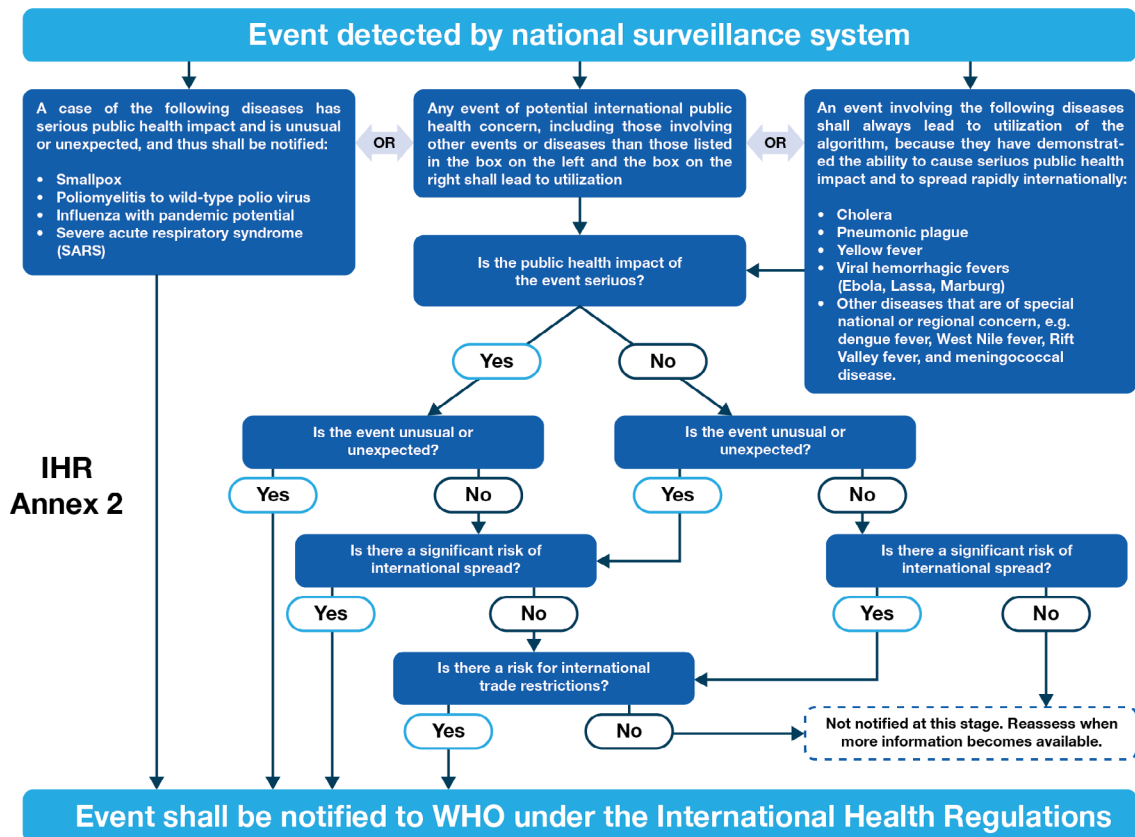 Event detected by national surveillance system
A case of the following diseases has
serious public health impact and is unusual
or unexpected, and thus shall be notified:
• Smallpox
• Poliomyelitis to wild-type polio virus
• Influenza with pandemic potential
• Severe acute respiratory syndrome
(SARS)
OR
Any event of potential international public
health concern, including those involving
other events or diseases than those listed
in the box on the left and the box on the
right shall lead to utilization
OR
An event involving the following diseases
shall always lead to utilization of the
algorithm, because they have demonstrat-
ed the ability to cause seriuos public health
impact and to spread rapidly internationally:
• Cholera
• Pneumonic plague
• Yellow fever
• Viral hemorrhagic fevers
(Ebola, Lassa, Marburg)
• Other diseases that are of special
national or regional concern, e.g.
dengue fever, West Nile fever, Rift
Valley fever, and meningococcal
disease.
Is the public health impact of
the event seriuos?
Yes
No
Is the event unusual or
unexpected?
Is the event unusual or
unexpected?
IHR
Annex 2
Yes
No
Yes
No
Is there a significant risk of
international spread?
Is there a significant risk of
international spread?
Yes
No
Yes
No
Is there a risk for international
trade restrictions?
Yes
No
Not notified at this stage. Reassess when
more information becomes available.
Event shall be notified to WHO under the International Health Regulations